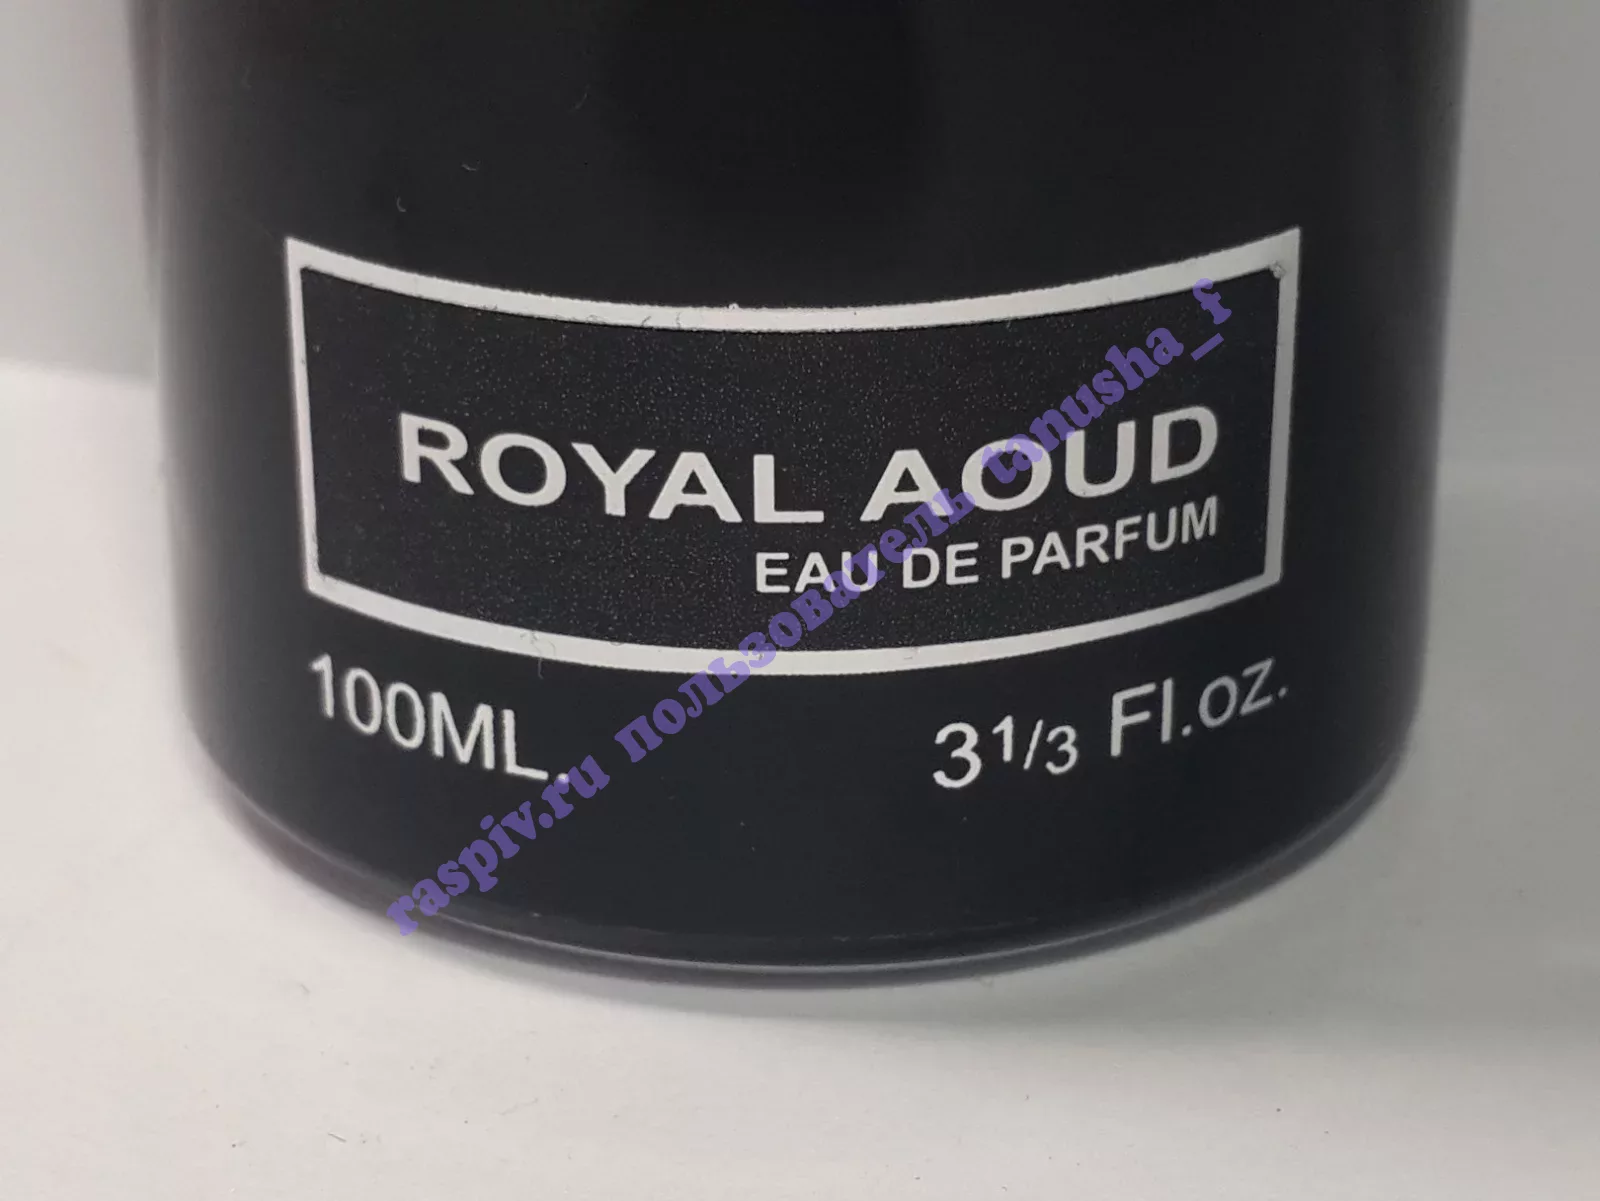 ROYAL AOUD
EAU DE PARFUM
100ML.
3 1/3 Fl.oz.
raspiv.ru пользователь tanusha_f